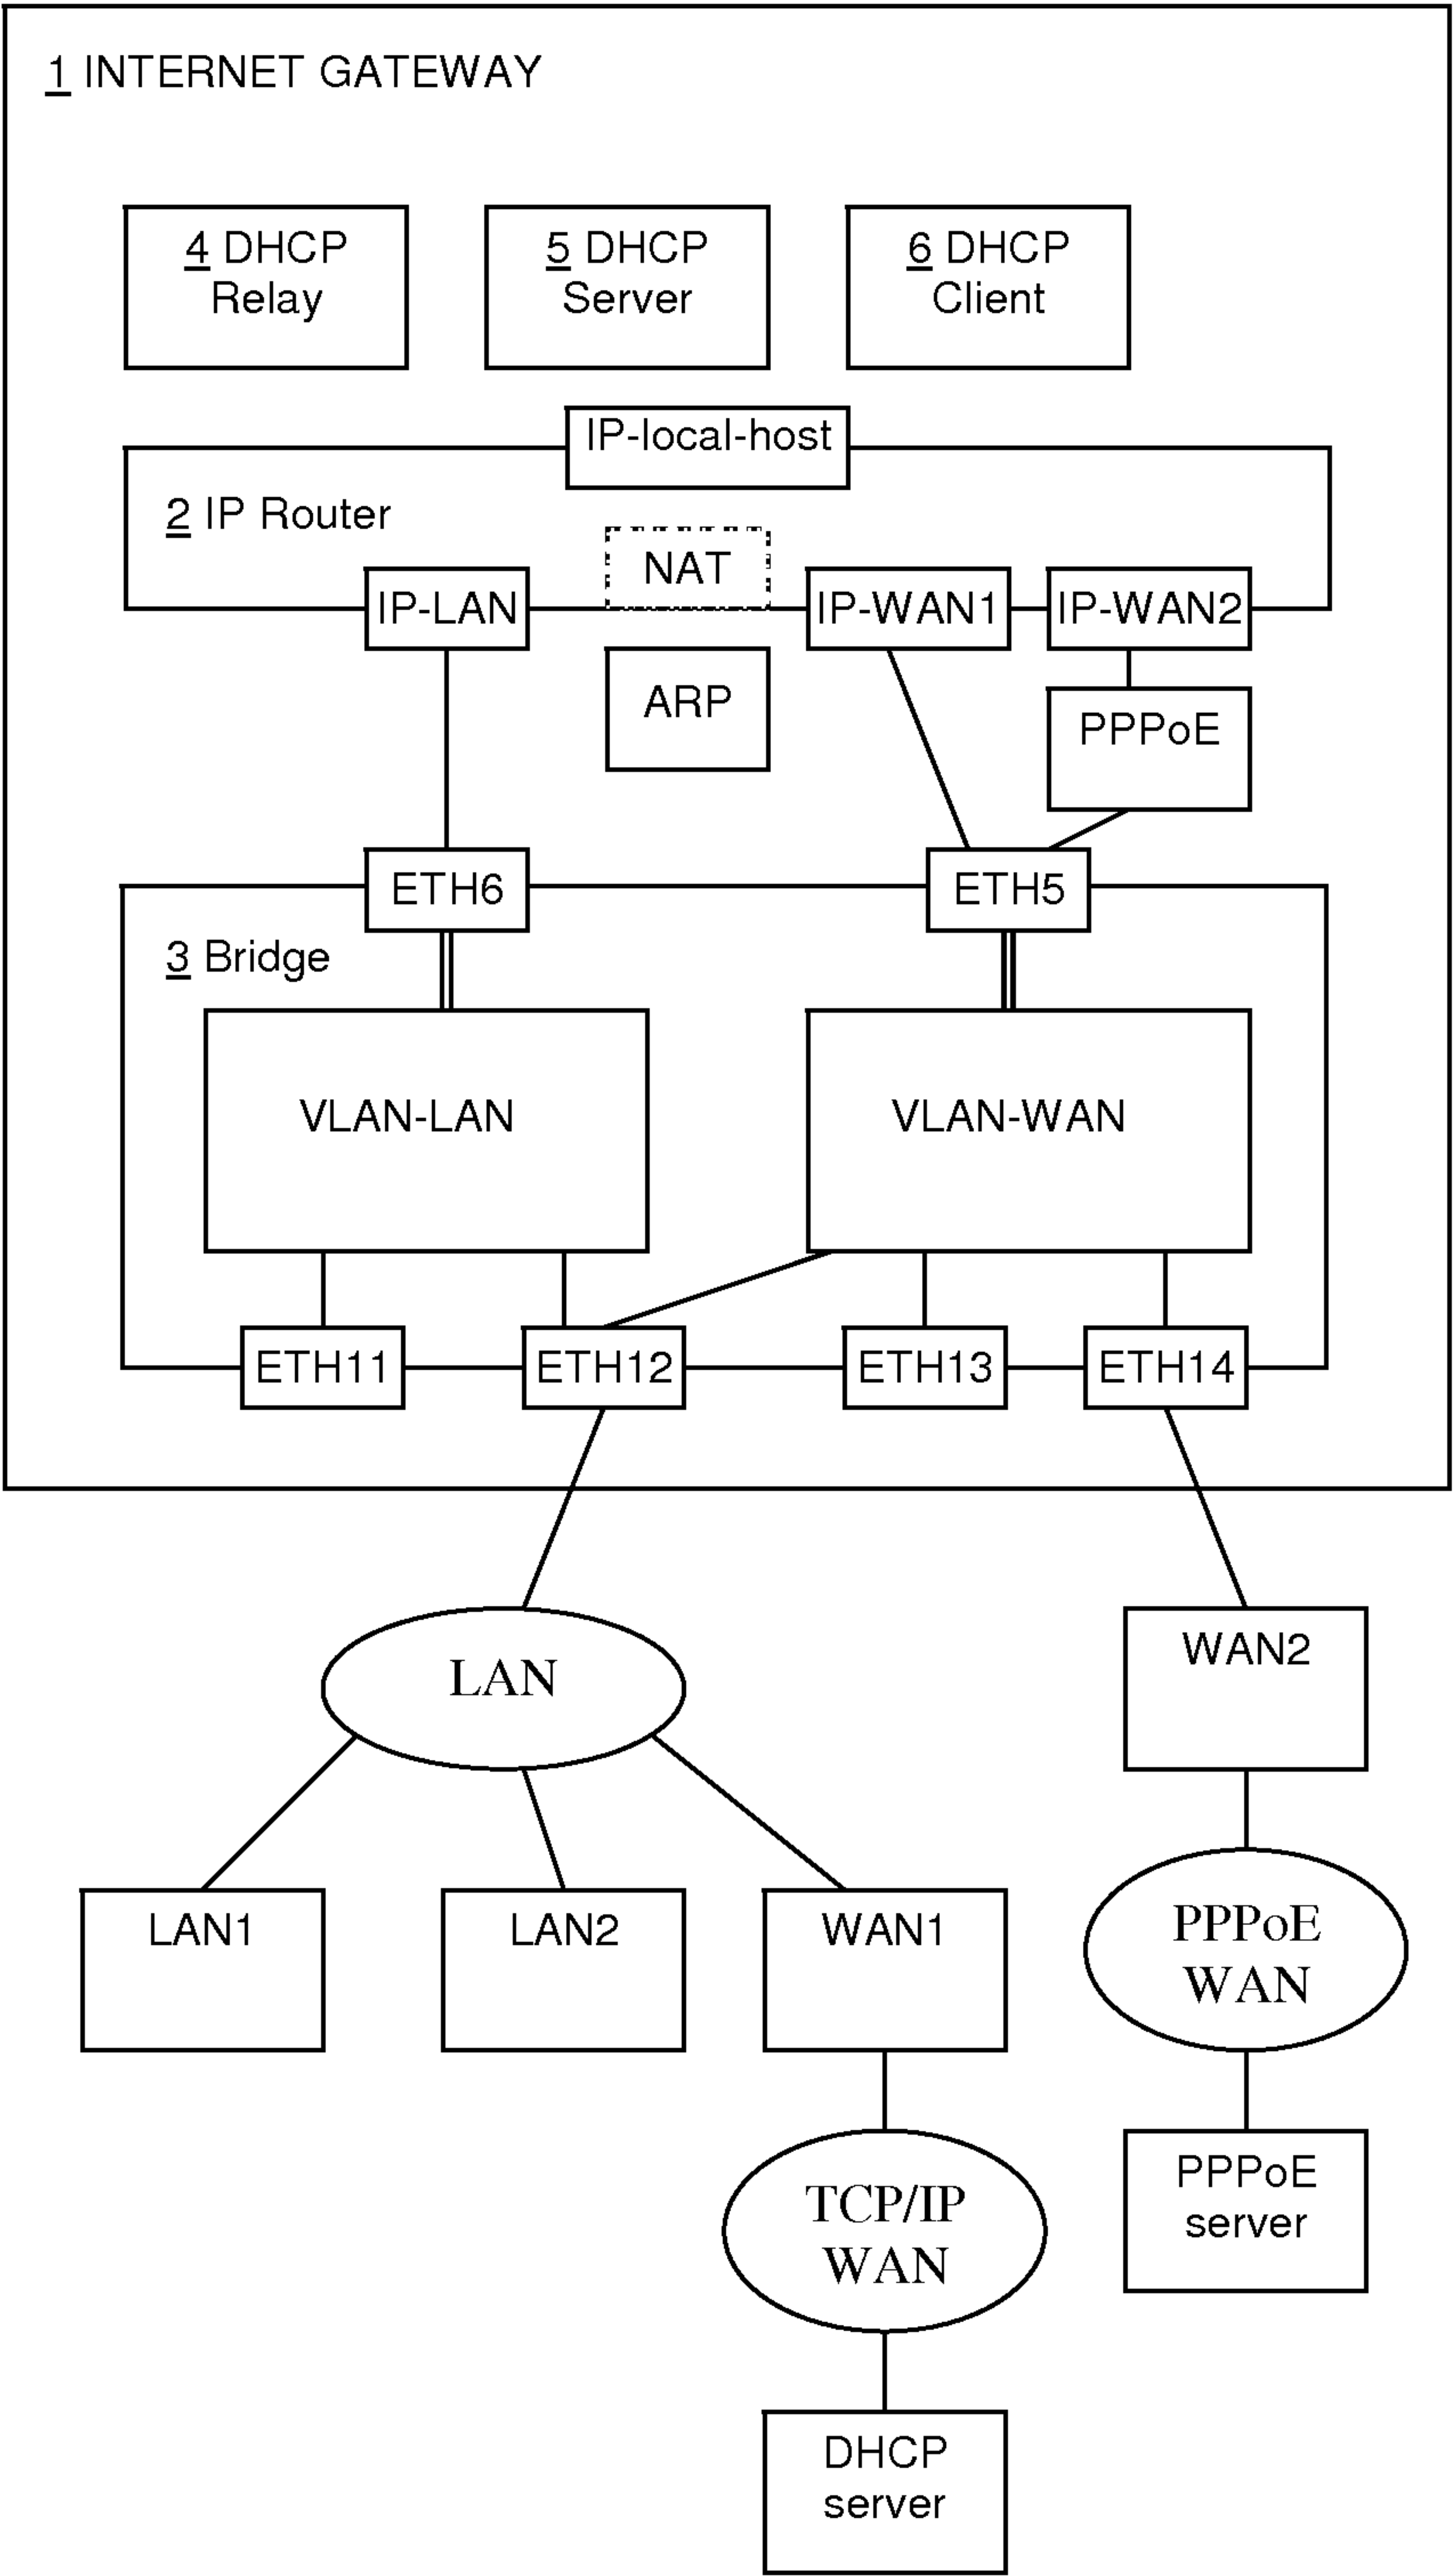 1 INTERNET GATEWAY
4 DHCP
Relay
5 DHCP
Server
6 DHCP
Client
IP-local-host
2 IP Router
NAT
IP-LAN
IP-WAN1
IP-WAN2
ARP
PPPoE
ETH6
ETH5
3 Bridge
VLAN-LAN
VLAN-WAN
ETH11
ETH12
ETH13
ETH14
LAN
WAN2
LAN1
LAN2
WAN1
PPPoE
WAN
TCP/IP
WAN
PPPoE
server
DHCP
server